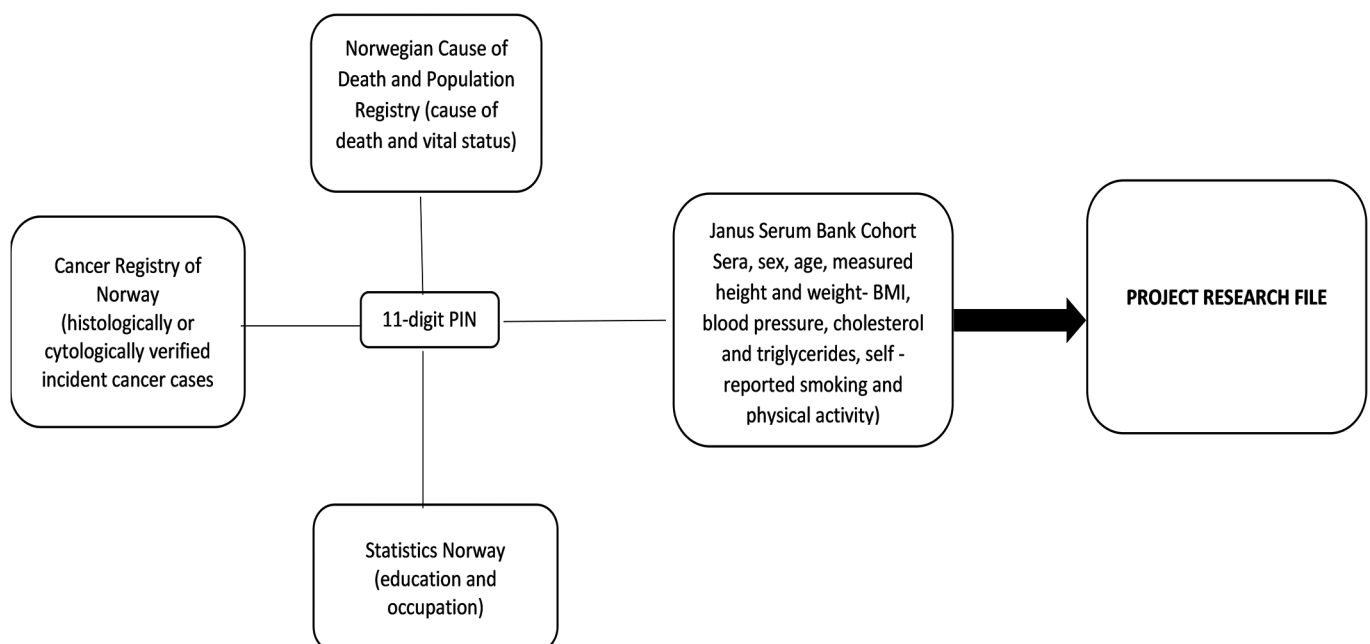 Norwegian Cause of
Death and Population
Registry (cause of
death and vital status)
Cancer Registry of
Norway
(histologically or
cytologically verified
incident cancer cases
11-digit PIN
Janus Serum Bank Cohort
Sera, sex, age, measured
height and weight- BMI,
blood pressure, cholesterol
and triglycerides, self -
reported smoking and
physical activity)
PROJECT RESEARCH FILE
Statistics Norway
(education and
occupation)